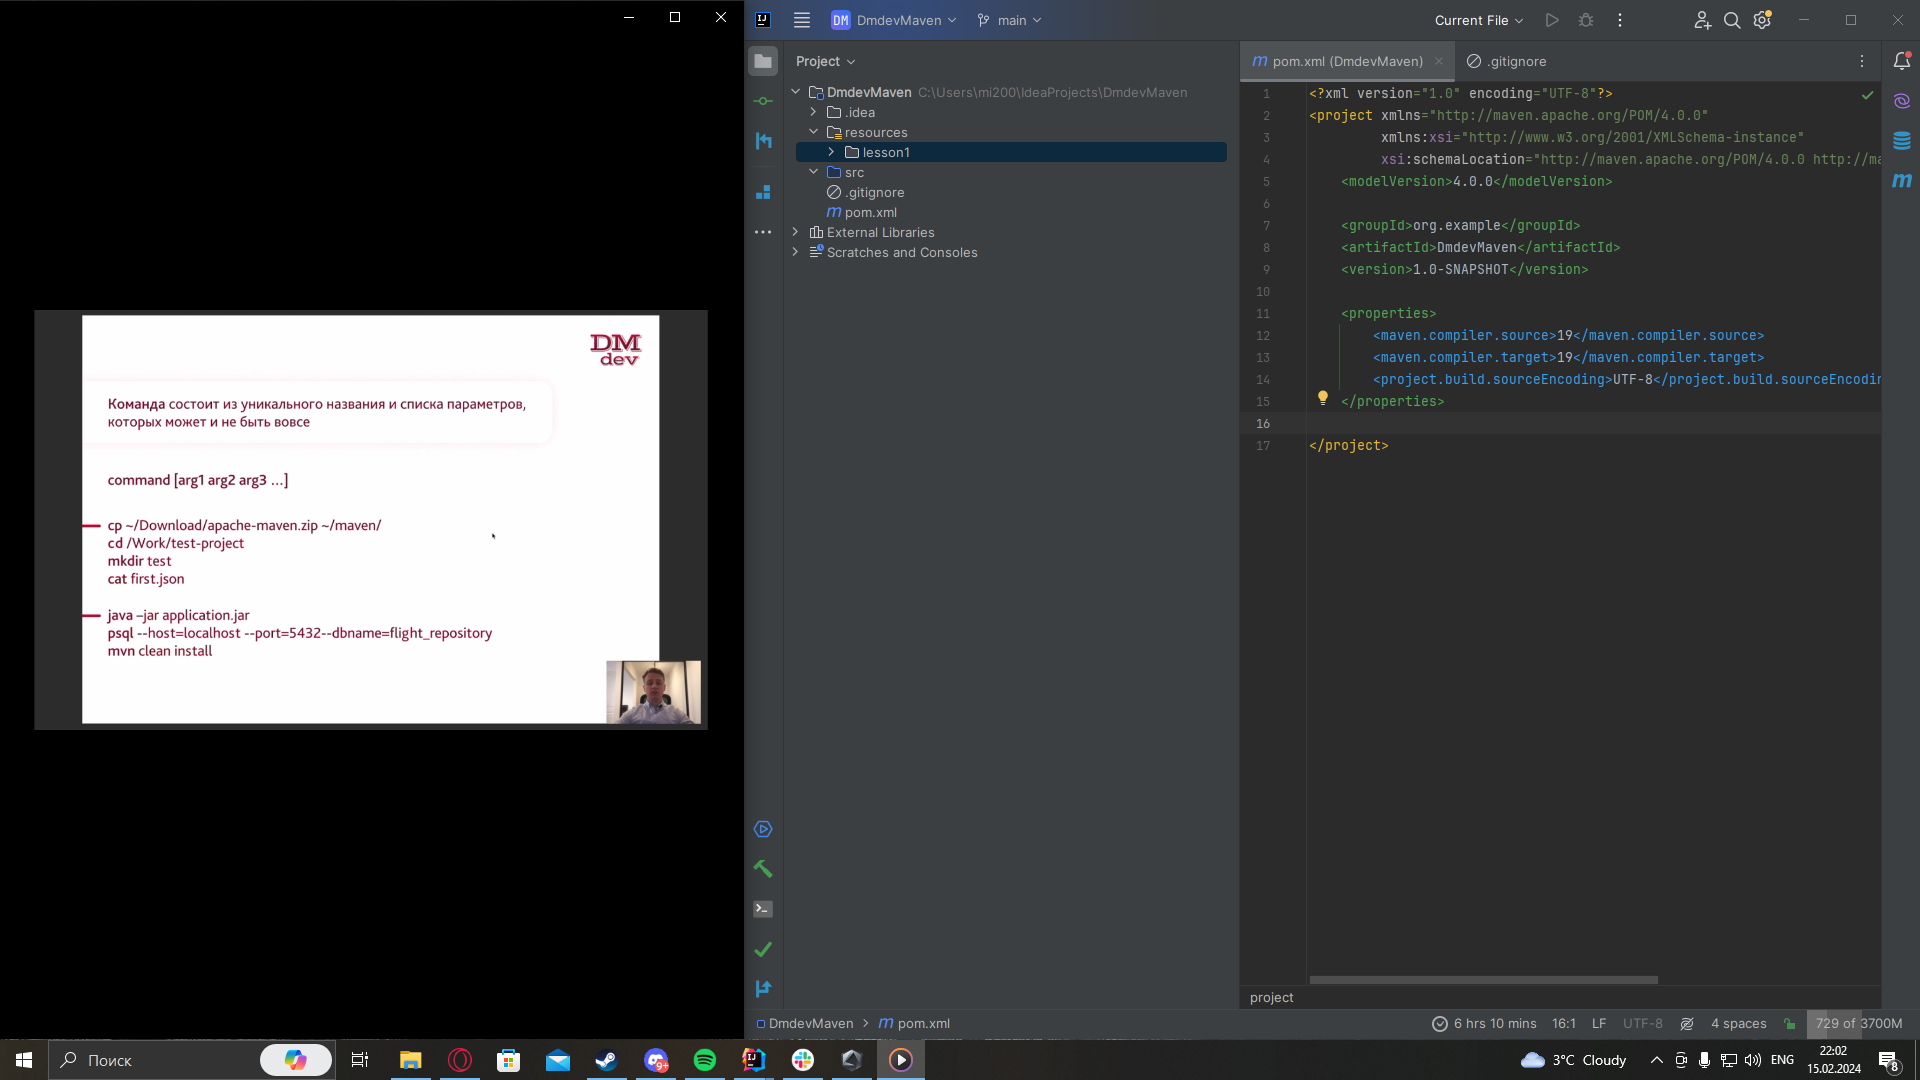 DM
dev
Команда состоит из уникального названия и списка параметров,
которых может и не быть вовсе
command [arg1 arg2 arg3 ...]
cp ~/Download/apache-maven.zip ~/maven/
cd /Work/test-project
mkdir test
cat first.json
java –jar application.jar
psql --host=localhost --port=5432--dbname=flight_repository
mvn clean install
DM DmdevMaven
main
Current File
Project
DmdevMaven C:\Users\mi200\IdeaProjects\DmdevMaven
.idea
resources
lesson1
src
.gitignore
m pom.xml
External Libraries
Scratches and Consoles
m pom.xml (DmdevMaven)
.gitignore
1 <?xml version="1.0" encoding="UTF-8"?>
2 <project xmlns="http://maven.apache.org/POM/4.0.0"
3 xmlns:xsi="http://www.w3.org/2001/XMLSchema-instance"
4 xsi:schemaLocation="http://maven.apache.org/POM/4.0.0 http://ma
5 <modelVersion>4.0.0</modelVersion>
6
7 <groupId>org.example</groupId>
8 <artifactId>DmdevMaven</artifactId>
9 <version>1.0-SNAPSHOT</version>
10
11 <properties>
12 <maven.compiler.source>19</maven.compiler.source>
13 <maven.compiler.target>19</maven.compiler.target>
14 <project.build.sourceEncoding>UTF-8</project.build.sourceEncodin
15 </properties>
16
17 </project>
project
DmdevMaven > m pom.xml
6 hrs 10 mins 16:1 LF UTF-8 4 spaces 729 of 3700M
Поиск
9+
3°C Cloudy
ENG
22:02
15.02.2024
8